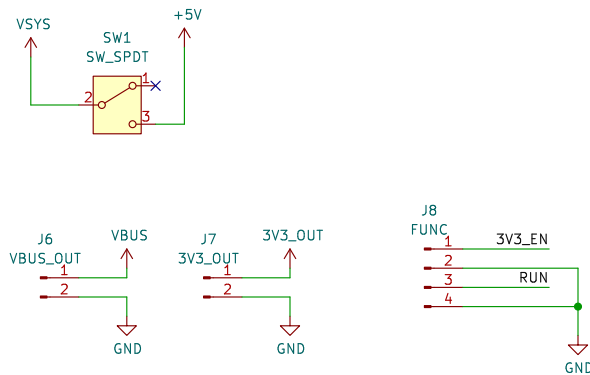 VSYS
+5V
SW1
SW_SPDT
1
2
3
J6
VBUS_OUT
VBUS
1
2
GND
J7
3V3_OUT
3V3_OUT
1
2
GND
J8
FUNC
1
3V3_EN
2
3
RUN
4
GND